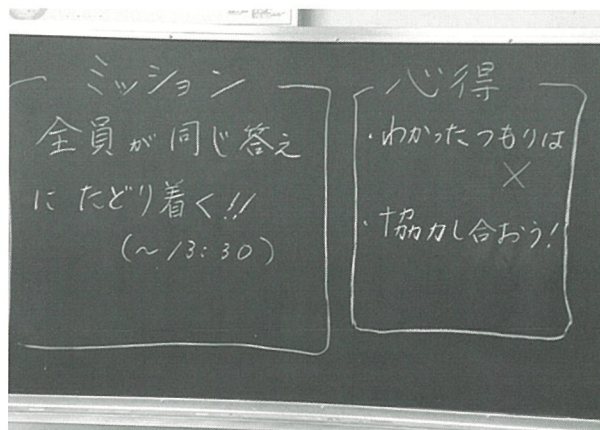 ミッション
全員が同じ答え
にたどり着く!!
(～13:30)
心得
・わかったつもりは
×
・協力し合おう!